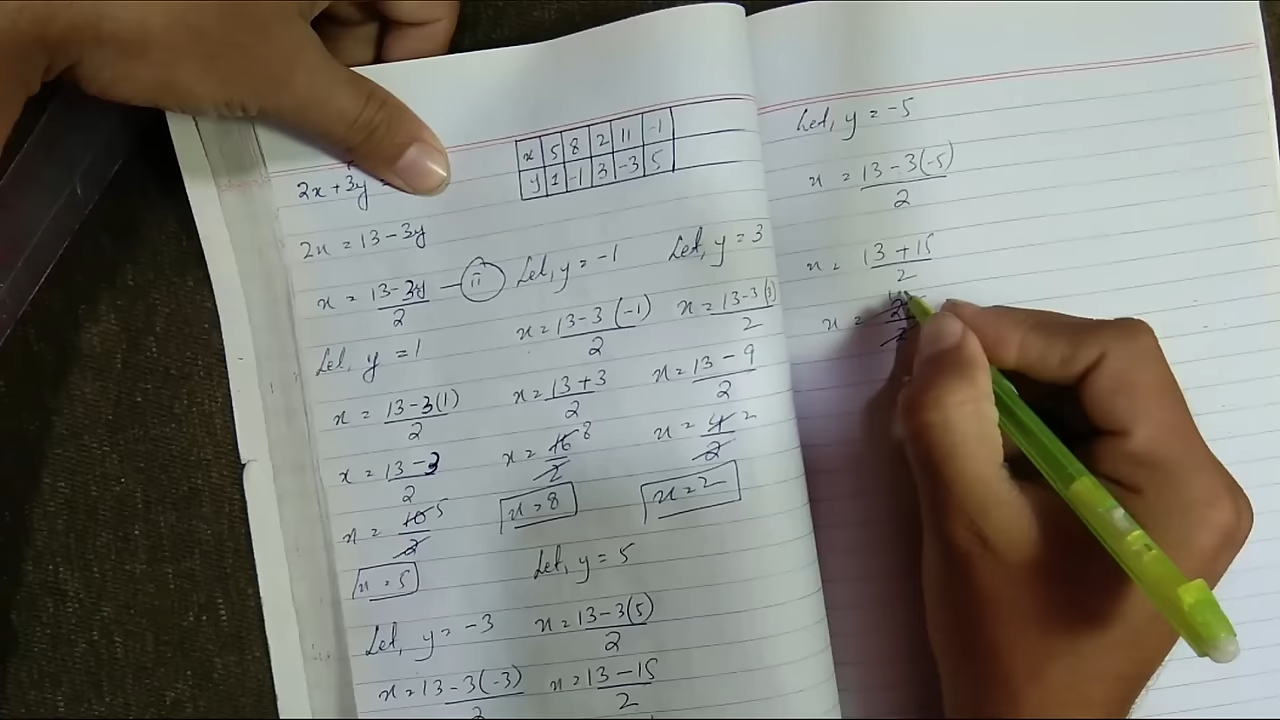 x 5 8 2 11 -1
y 1 -1 3 -3 5
2x + 3y =
2x = 13 - 3y
x = 13 - 3y / 2 — (ii)
Let, y = 1
x = 13 - 3(1) / 2
x = 13 - 3 / 2
x = 10 5 / 2
x = 5
Let, y = -3
x = 13 - 3(-3) / 2
Let, y = -1
x = 13 - 3(-1) / 2
x = 13 + 3 / 2
x = 16 8 / 2
x = 8
Let, y = 5
x = 13 - 3(5) / 2
x = 13 - 15 / 2
Let, y = 3
x = 13 - 3(3) / 2
x = 13 - 9 / 2
x = 4 2 / 2
x = 2
Let, y = -5
x = 13 - 3(-5) / 2
x = 13 + 15 / 2
x =